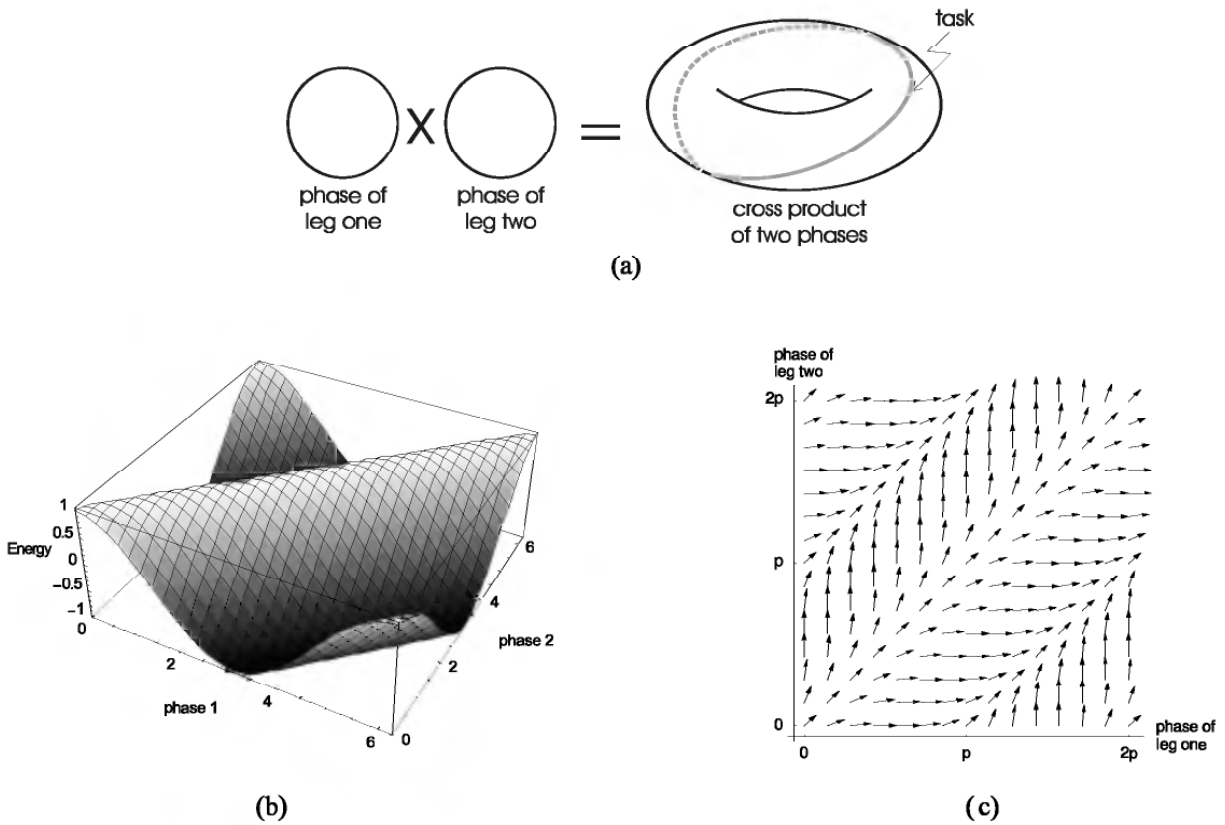 task
X
=
phase of
leg one
phase of
leg two
cross product
of two phases
(a)
1
0.5
Energy
0
-0.5
-1
0
2
phase 1
4
6
0
2
phase 2
4
6
(b)
phase of
leg two
2p
p
0
0
p
2p
phase of
leg one
(c)